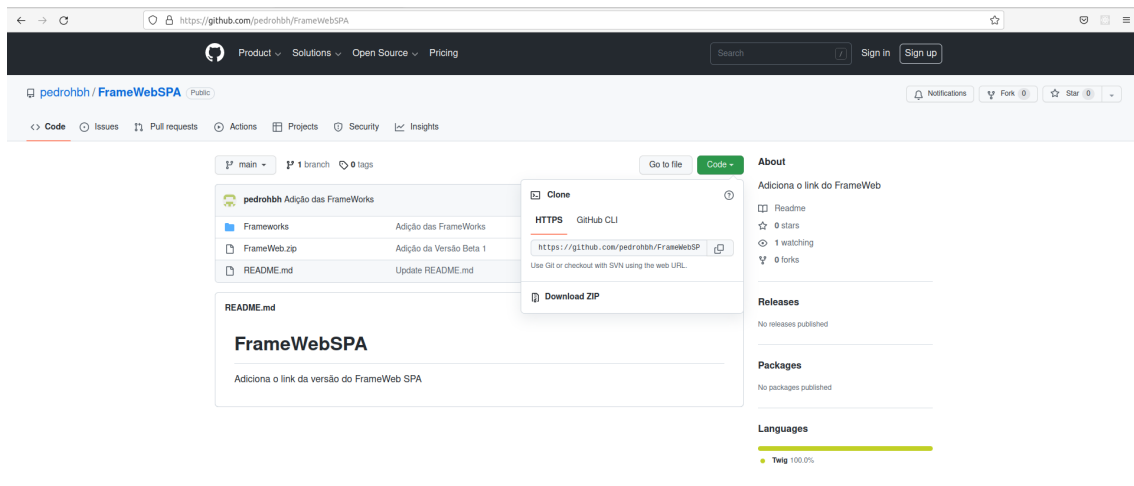 https://github.com/pedrohbh/FrameWebSPA
Product Solutions Open Source Pricing Search / Sign in Sign up
pedrohbh / FrameWebSPA Public Notifications Fork 0 Star 0
Code Issues Pull requests Actions Projects Security Insights
main 1 branch 0 tags Go to file Code
pedrohbh Adição das FrameWorks
Frameworks Adição das FrameWorks
FrameWeb.zip Adição da Versão Beta 1
README.md Update README.md
Clone
HTTPS GitHub CLI
https://github.com/pedrohbh/FrameWebSP
Use Git or checkout with SVN using the web URL.
Download ZIP
README.md
FrameWebSPA
Adiciona o link da versão do FrameWeb SPA
About
Adiciona o link do FrameWeb
Readme
0 stars
1 watching
0 forks
Releases
No releases published
Packages
No packages published
Languages
Twig 100.0%